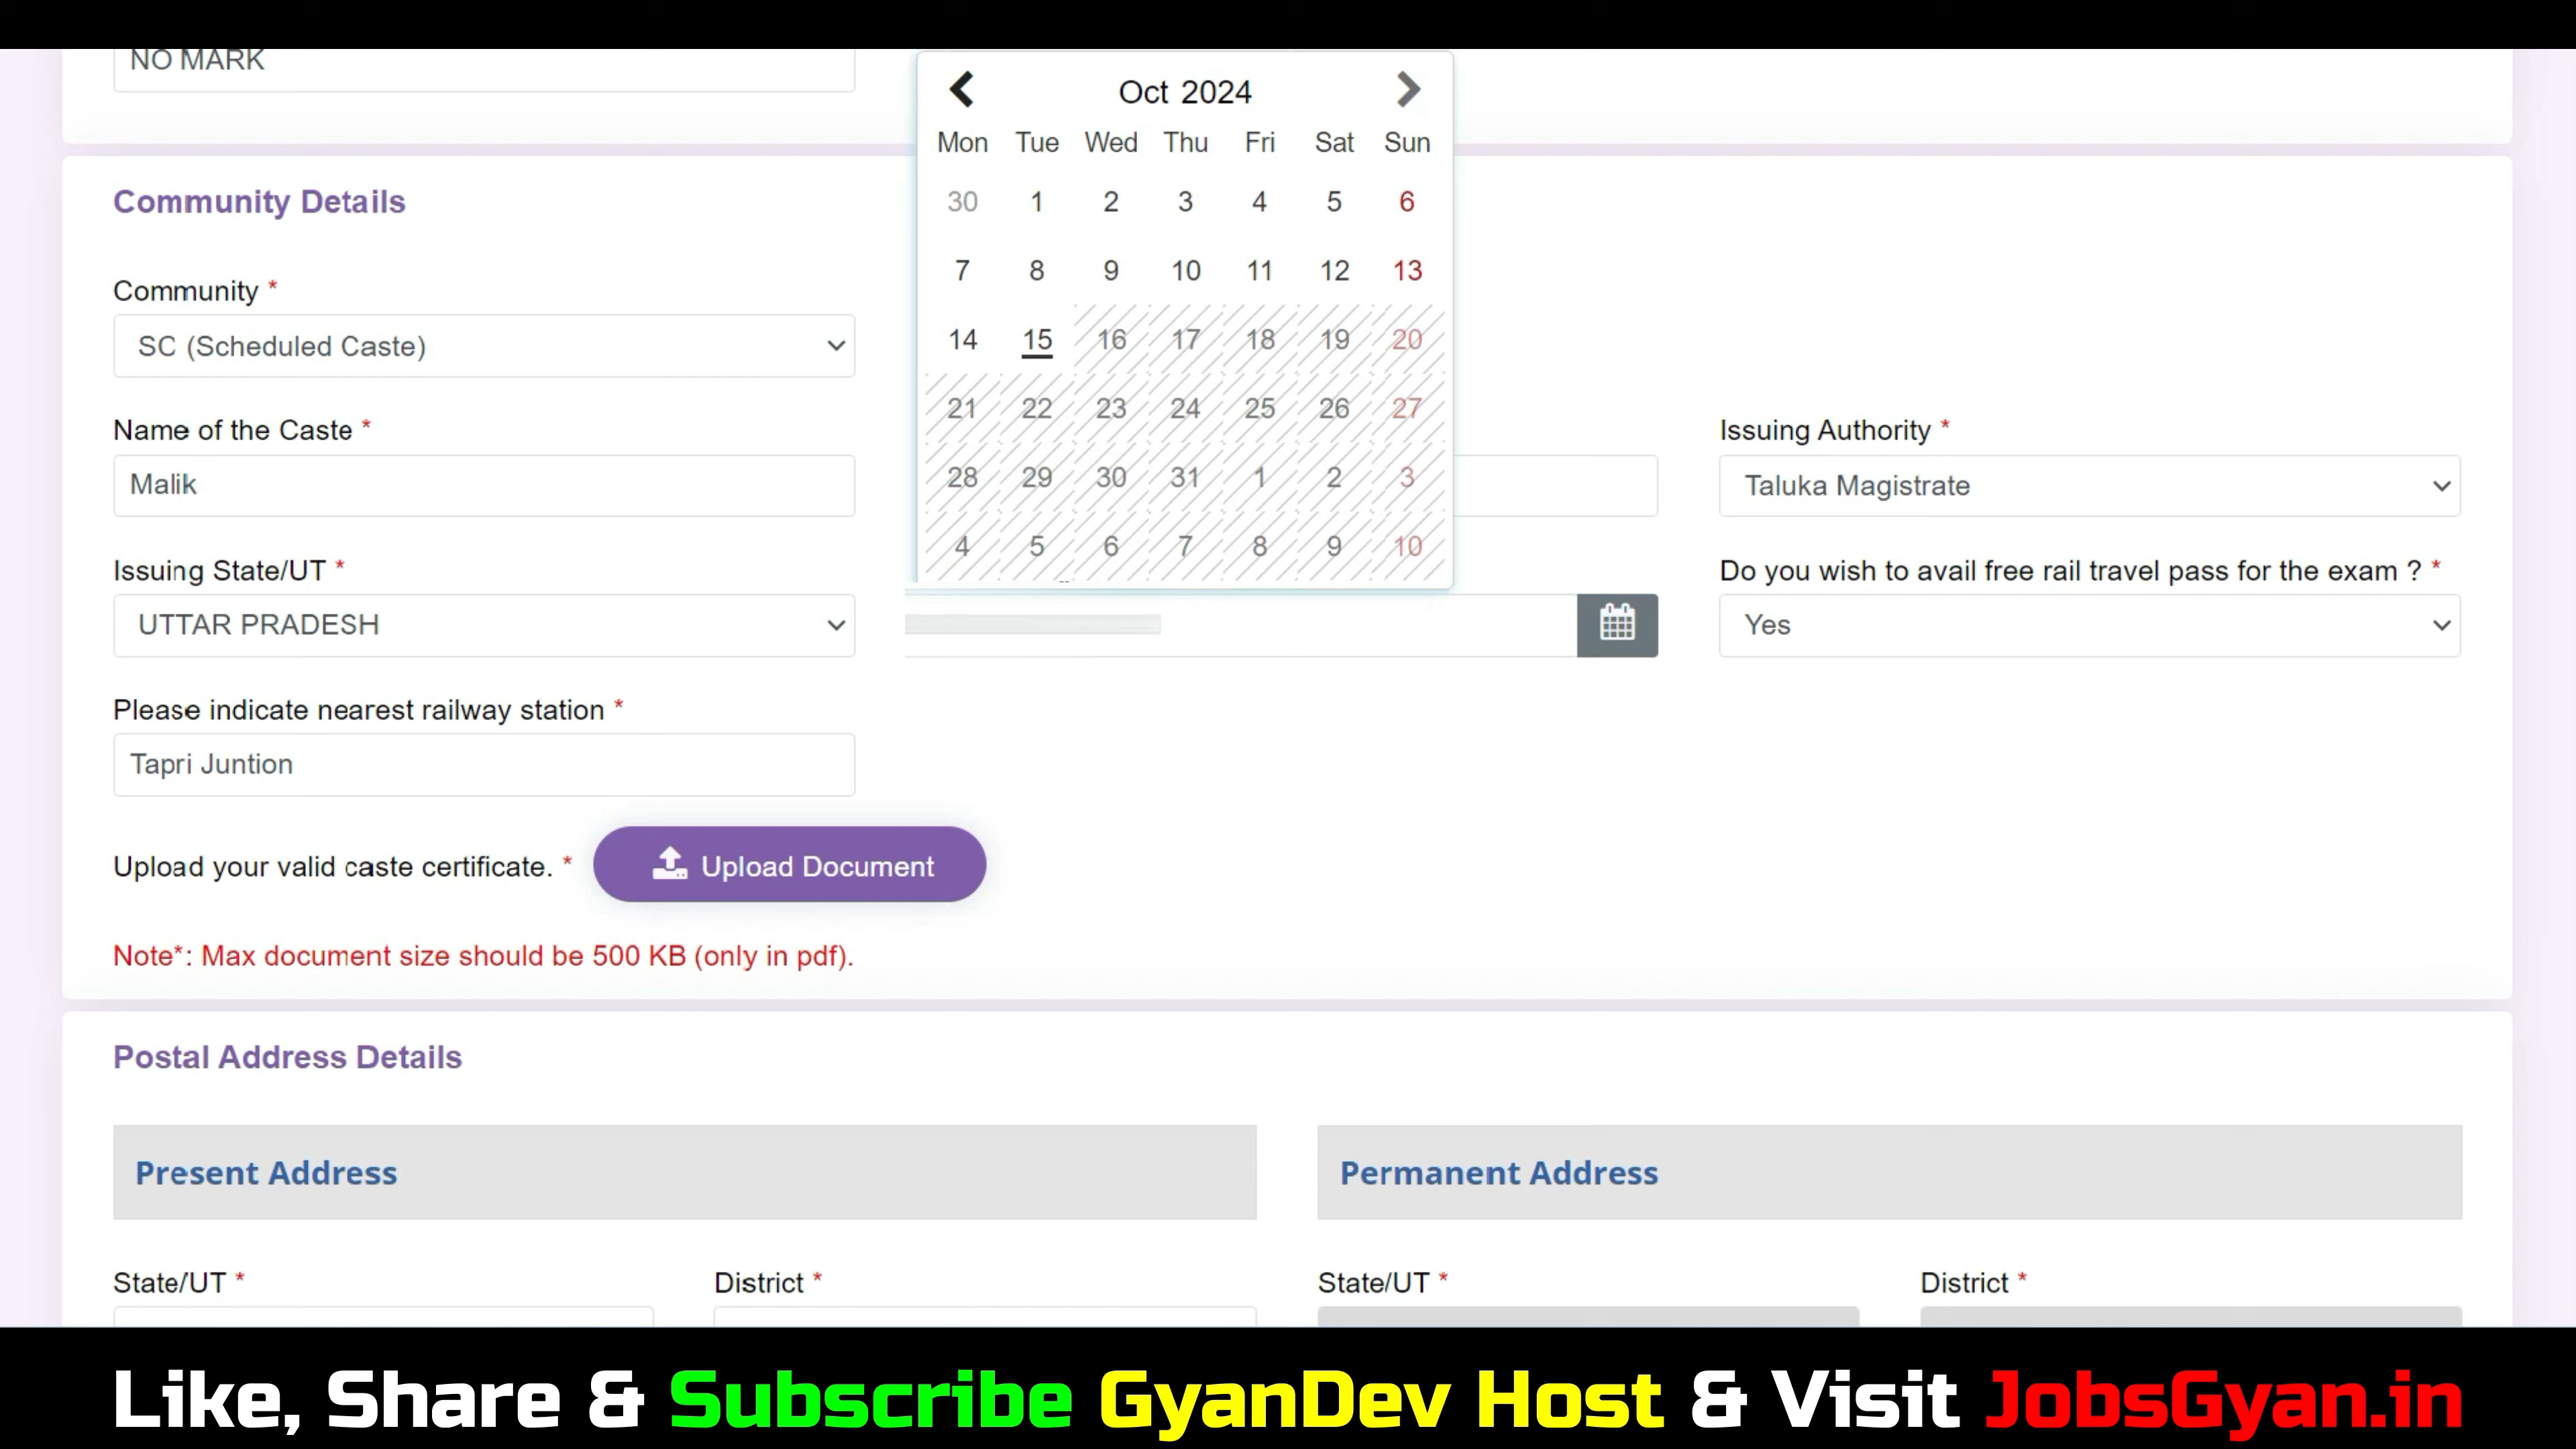 NO MARK
Oct 2024
Mon Tue Wed Thu Fri Sat Sun
30 1 2 3 4 5 6
7 8 9 10 11 12 13
14 15 16 17 18 19 20
21 22 23 24 25 26 27
28 29 30 31 1 2 3
4 5 6 7 8 9 10
Community Details
Community *
SC (Scheduled Caste)
Name of the Caste *
Malik
Issuing Authority *
Taluka Magistrate
Issuing State/UT *
UTTAR PRADESH
Do you wish to avail free rail travel pass for the exam ? *
Yes
Please indicate nearest railway station *
Tapri Juntion
Upload your valid caste certificate. *
Upload Document
Note*: Max document size should be 500 KB (only in pdf).
Postal Address Details
Present Address
Permanent Address
State/UT *
District *
State/UT *
District *
Like, Share & Subscribe GyanDev Host & Visit JobsGyan.in